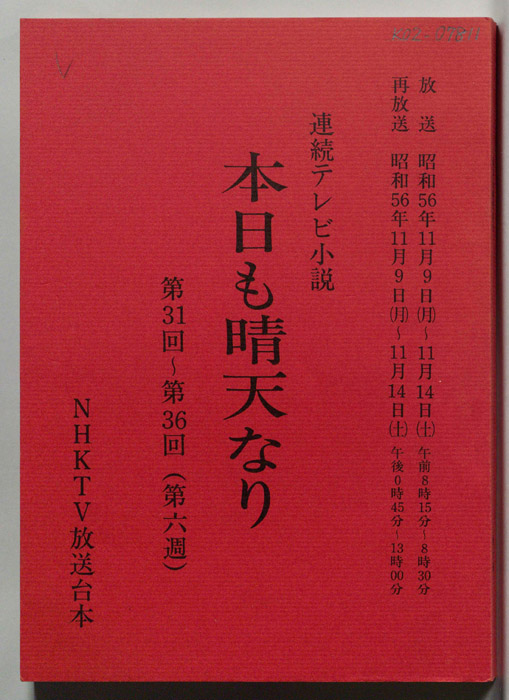 放送　昭和56年11月9日(月)～11月14日(土)　午前8時15分～8時30分
再放送　昭和56年11月9日(月)～11月14日(土)　午後0時45分～13時00分
連続テレビ小説
本日も晴天なり
第31回～第36回（第六週）
NHKTV放送台本